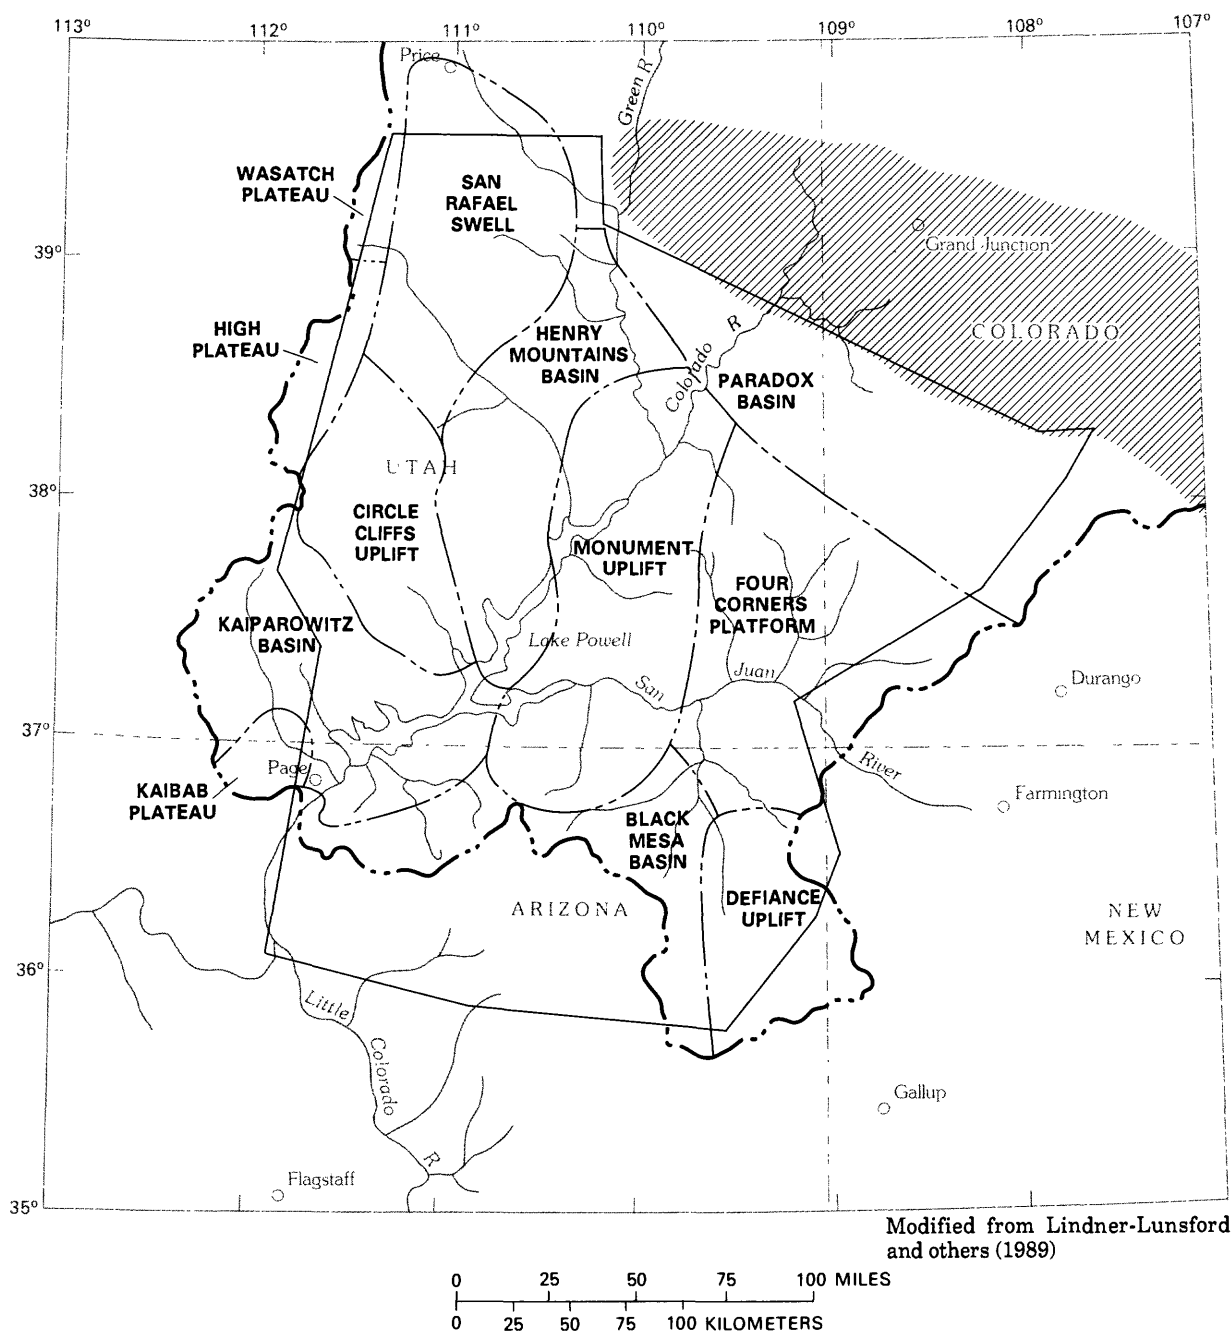 113°
112°
111°
110°
109°
108°
107°
Price
Green R
WASATCH
PLATEAU
SAN
RAFAEL
SWELL
Grand Junction
39°
COLORADO
HIGH
PLATEAU
HENRY
MOUNTAINS
BASIN
Colorado R
PARADOX
BASIN
UTAH
38°
CIRCLE
CLIFFS
UPLIFT
MONUMENT
UPLIFT
FOUR
CORNERS
PLATFORM
KAIPAROWITZ
BASIN
Lake Powell
San Juan River
Durango
37°
Page
KAIBAB
PLATEAU
Farmington
BLACK
MESA
BASIN
DEFIANCE
UPLIFT
ARIZONA
NEW
MEXICO
36°
Little Colorado R
Gallup
Flagstaff
35°
Modified from Lindner-Lunsford
and others (1989)
0 25 50 75 100 MILES
0 25 50 75 100 KILOMETERS